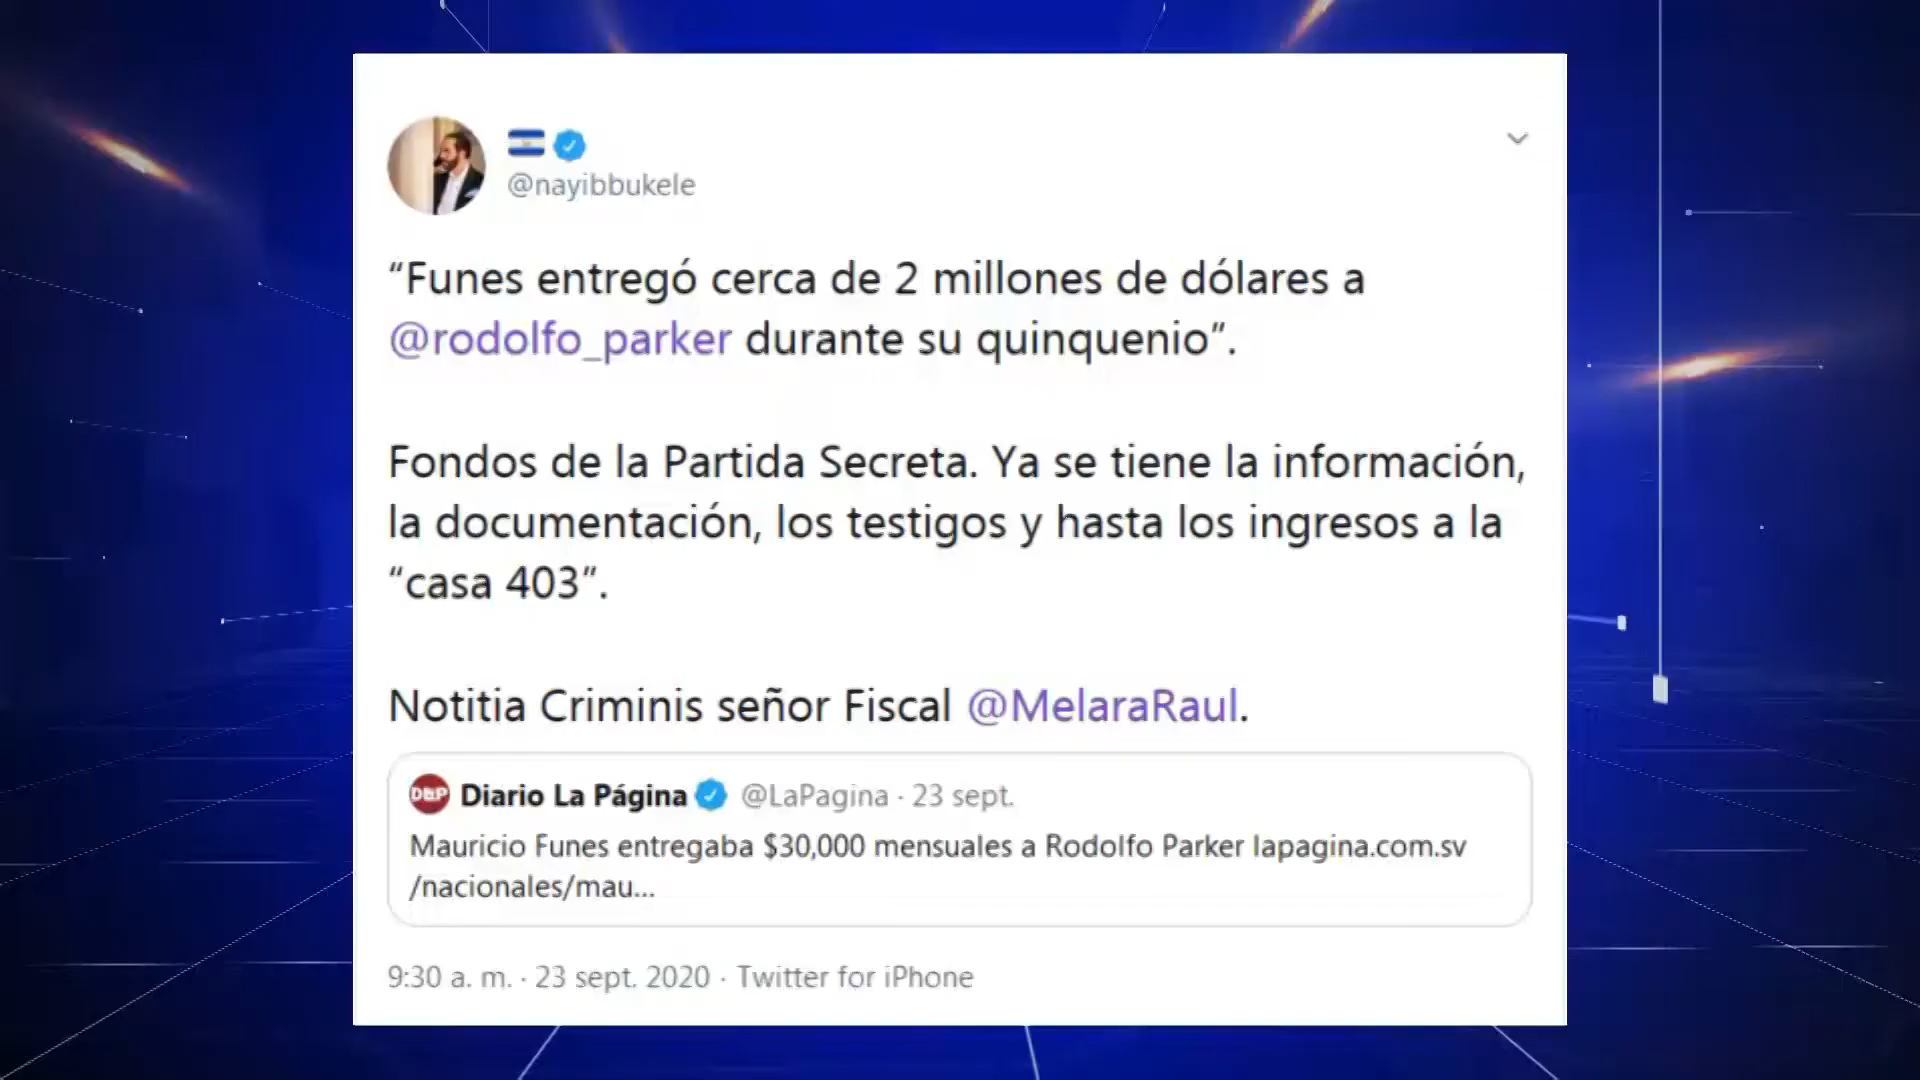 @nayibbukele
“Funes entregó cerca de 2 millones de dólares a
@rodolfo_parker durante su quinquenio”.
Fondos de la Partida Secreta. Ya se tiene la información,
la documentación, los testigos y hasta los ingresos a la
“casa 403”.
Notitia Criminis señor Fiscal @MelaraRaul.
DLP Diario La Página @LaPagina · 23 sept.
Mauricio Funes entregaba $30,000 mensuales a Rodolfo Parker lapagina.com.sv
/nacionales/mau...
9:30 a. m. · 23 sept. 2020 · Twitter for iPhone